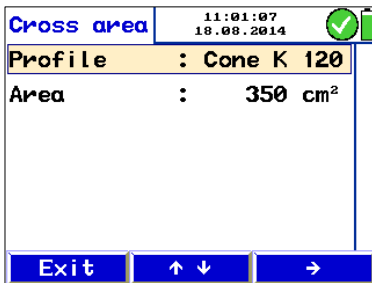 Cross area
11:01:07
18.08.2014
Profile : Cone K 120
Area : 350 cm²
Exit ↑ ↓ →